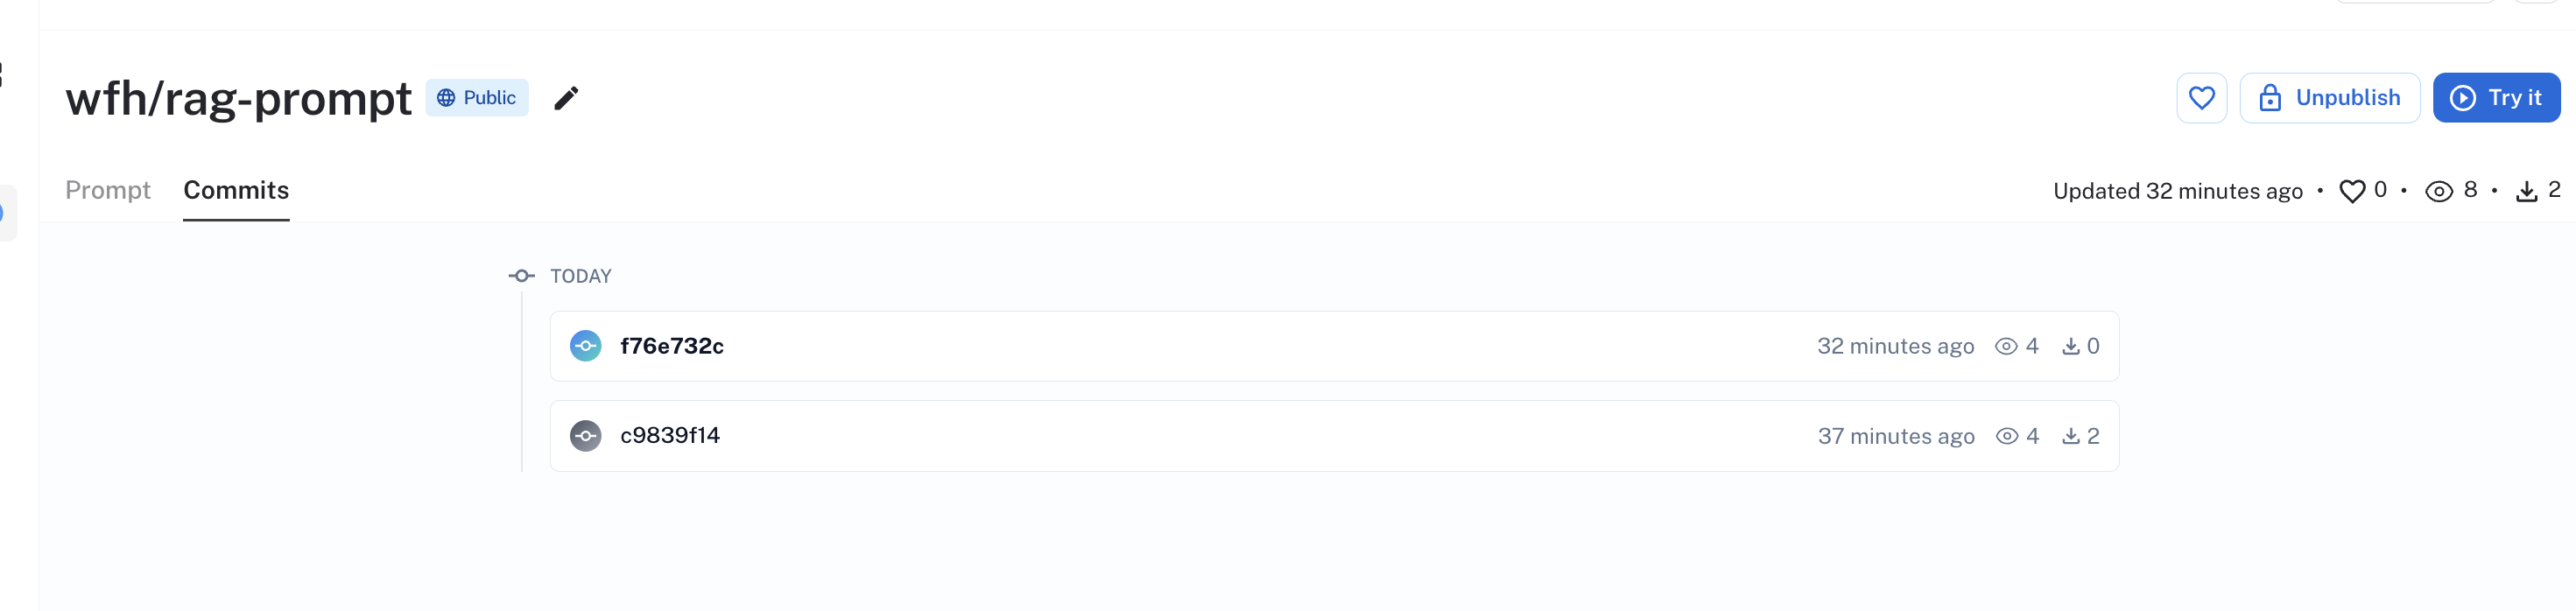 wfh/rag-prompt Public Unpublish Try it
Prompt Commits Updated 32 minutes ago • 0 • 8 • 2
TODAY
f76e732c 32 minutes ago 4 0
c9839f14 37 minutes ago 4 2